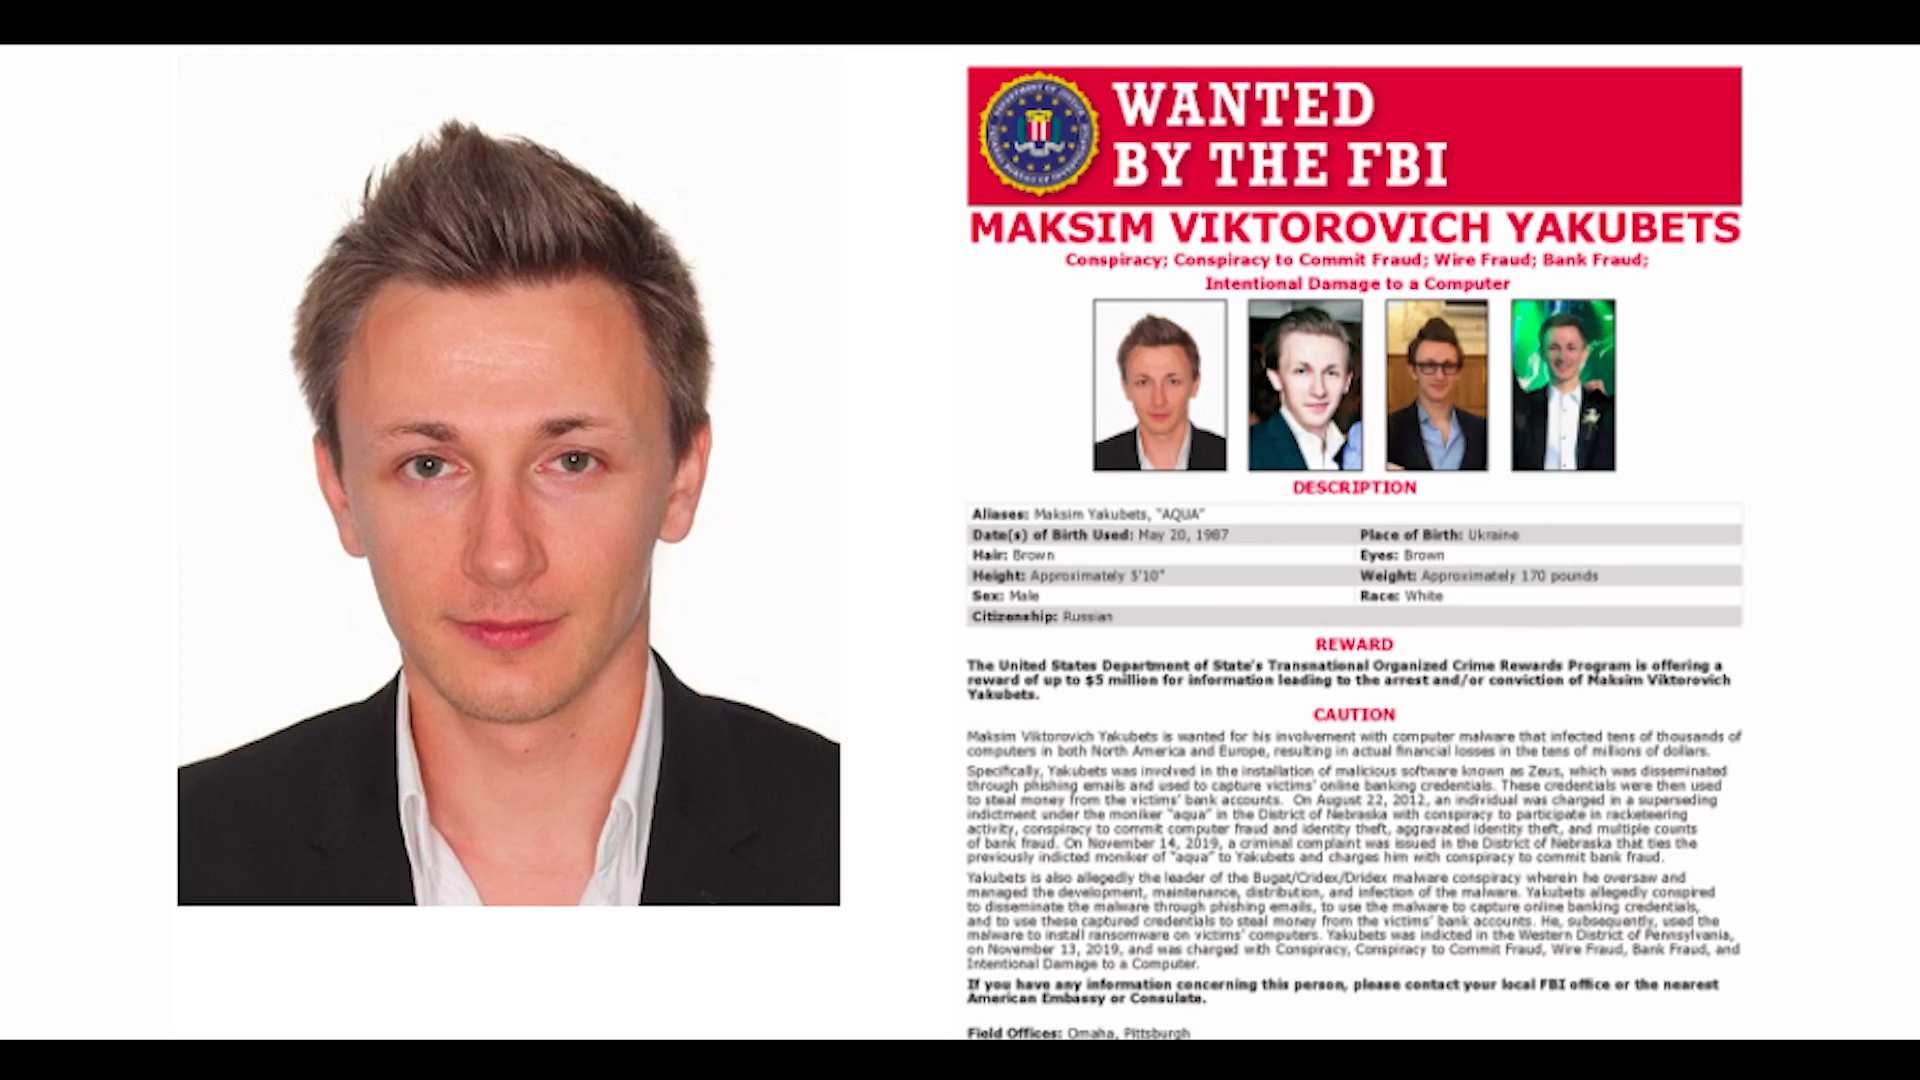 WANTED
BY THE FBI
MAKSIM VIKTOROVICH YAKUBETS
Conspiracy; Conspiracy to Commit Fraud; Wire Fraud; Bank Fraud;
Intentional Damage to a Computer
DESCRIPTION
Aliases: Maksim Yakubets, "AQUA"
Date(s) of Birth Used: May 20, 1987 Place of Birth: Ukraine
Hair: Brown Eyes: Brown
Height: Approximately 5'10" Weight: Approximately 170 pounds
Sex: Male Race: White
Citizenship: Russian
REWARD
The United States Department of State's Transnational Organized Crime Rewards Program is offering a
reward of up to $5 million for information leading to the arrest and/or conviction of Maksim Viktorovich
Yakubets.
CAUTION
Maksim Viktorovich Yakubets is wanted for his involvement with computer malware that infected tens of thousands of
computers in both North America and Europe, resulting in actual financial losses in the tens of millions of dollars.
Specifically, Yakubets was involved in the installation of malicious software known as Zeus, which was disseminated
through phishing emails and used to capture victims' online banking credentials. These credentials were then used
to steal money from the victims' bank accounts. On August 22, 2012, an individual was charged in a superseding
indictment under the moniker "aqua" in the District of Nebraska with conspiracy to participate in racketeering
activity, conspiracy to commit computer fraud and identity theft, aggravated identity theft, and multiple counts
of bank fraud. On November 14, 2019, a criminal complaint was issued in the District of Nebraska that ties the
previously indicted moniker of "aqua" to Yakubets and charges him with conspiracy to commit bank fraud.
Yakubets is also allegedly the leader of the Bugat/Cridex/Dridex malware conspiracy wherein he oversaw and
managed the development, maintenance, distribution, and infection of the malware. Yakubets allegedly conspired
to disseminate the malware through phishing emails, to use the malware to capture online banking credentials,
and to use these captured credentials to steal money from the victims' bank accounts. He, subsequently, used the
malware to install ransomware on victims' computers. Yakubets was indicted in the Western District of Pennsylvania,
on November 13, 2019, and was charged with Conspiracy, Conspiracy to Commit Fraud, Wire Fraud, Bank Fraud, and
Intentional Damage to a Computer.
If you have any information concerning this person, please contact your local FBI office or the nearest
American Embassy or Consulate.
Field Offices: Omaha, Pittsburgh